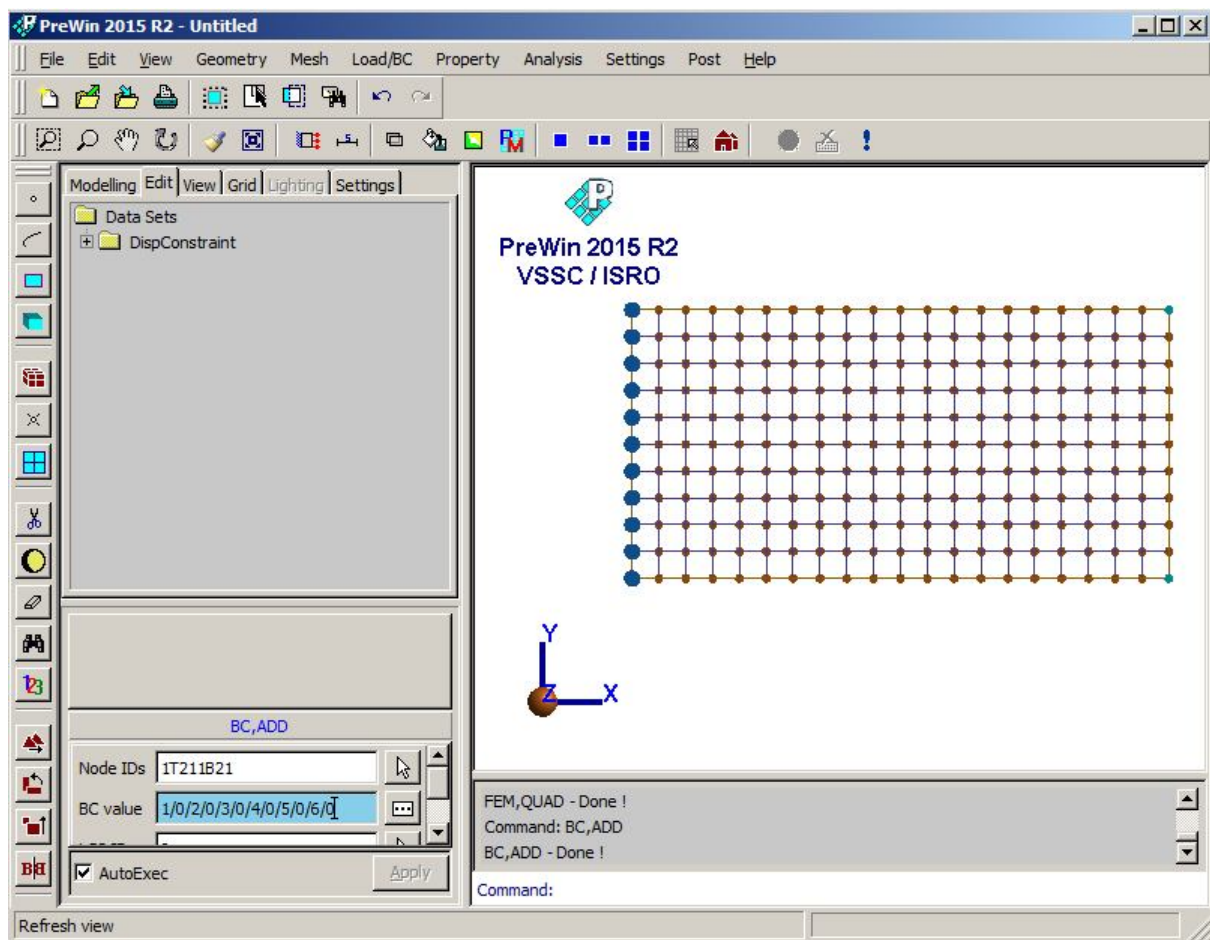 PreWin 2015 R2 - Untitled
File Edit View Geometry Mesh Load/BC Property Analysis Settings Post Help
Modelling Edit View Grid Lighting Settings
Data Sets
DispConstraint
PreWin 2015 R2
VSSC / ISRO
Y
Z X
BC,ADD
Node IDs 1T211B21
BC value 1/0/2/0/3/0/4/0/5/0/6/0
AutoExec Apply
FEM,QUAD - Done !
Command: BC,ADD
BC,ADD - Done !
Command:
Refresh view